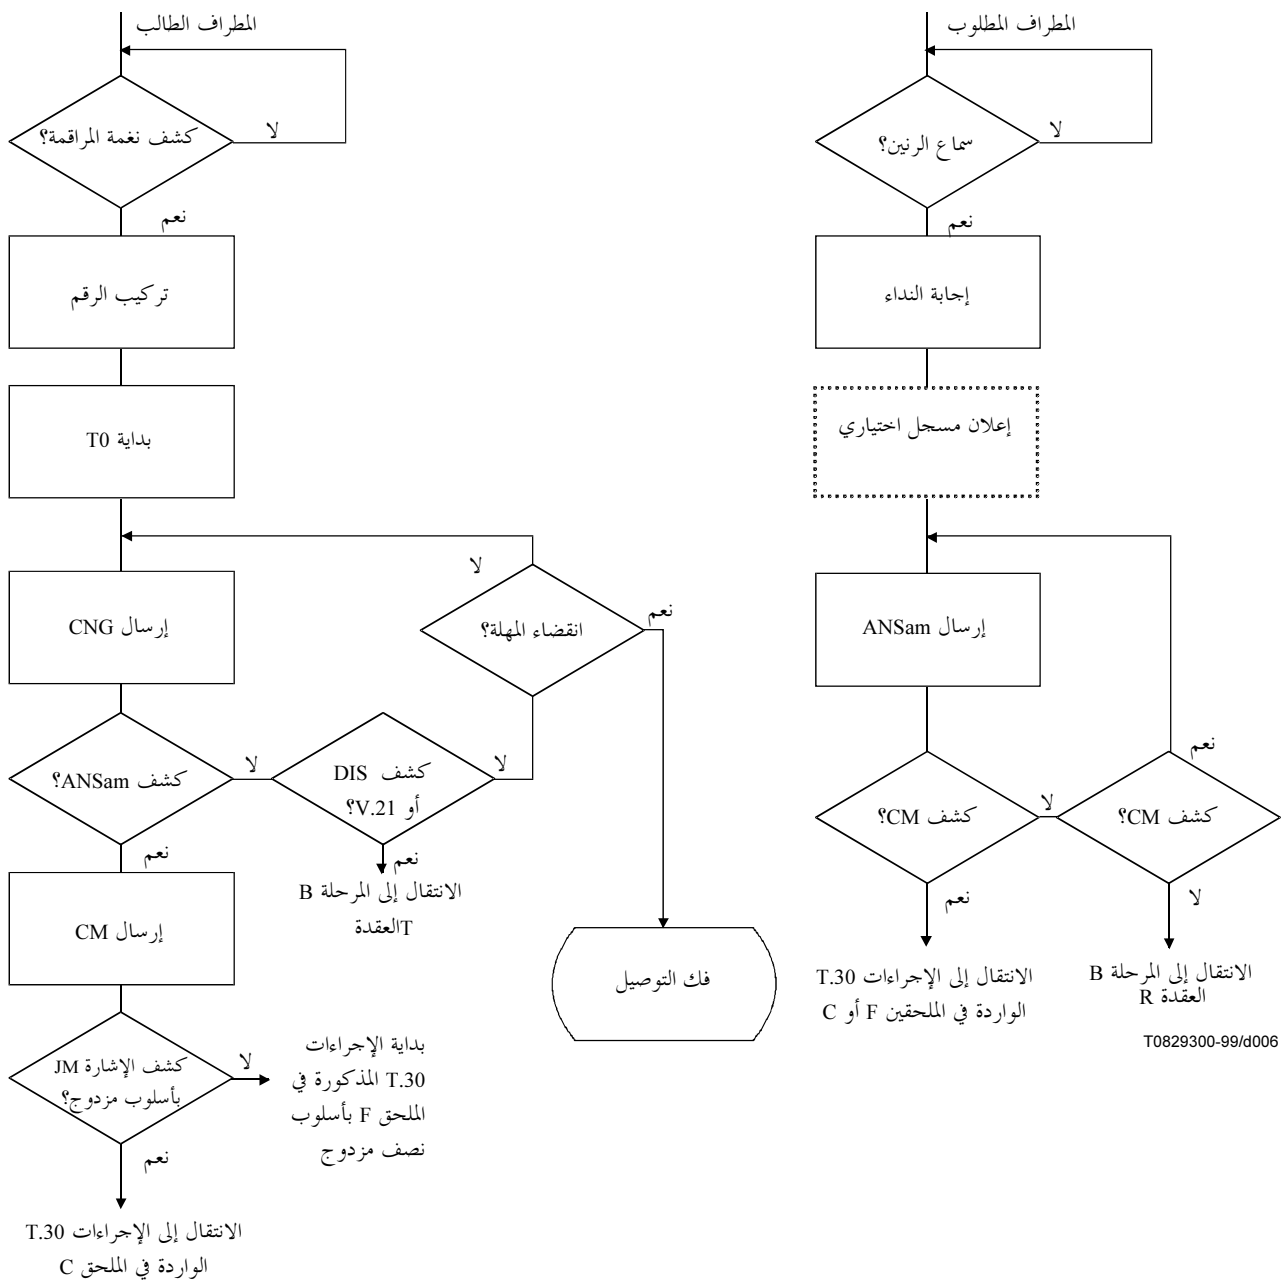 المطراف الطالب
كشف نغمة المراقمة؟
لا
نعم
تركيب الرقم
بداية T0
إرسال CNG
كشف ANSam؟
لا
كشف DIS
أو V.21؟
لا
نعم
الانتقال إلى المرحلة B
العقدةT
انقضاء المهلة؟
لا
نعم
فك التوصيل
نعم
إرسال CM
كشف الإشارة JM
بأسلوب مزدوج؟
لا
بداية الإجراءات
T.30 المذكورة في
الملحق F بأسلوب
نصف مزدوج
نعم
الانتقال إلى الإجراءات T.30
الواردة في الملحق C
المطراف المطلوب
سماع الرنين؟
لا
نعم
إجابة النداء
إعلان مسجل اختياري
إرسال ANSam
كشف CM؟
لا
نعم
الانتقال إلى الإجراءات T.30
الواردة في الملحقين F أو C
كشف CM؟
نعم
لا
الانتقال إلى المرحلة B
العقدة R
T0829300-99/d006